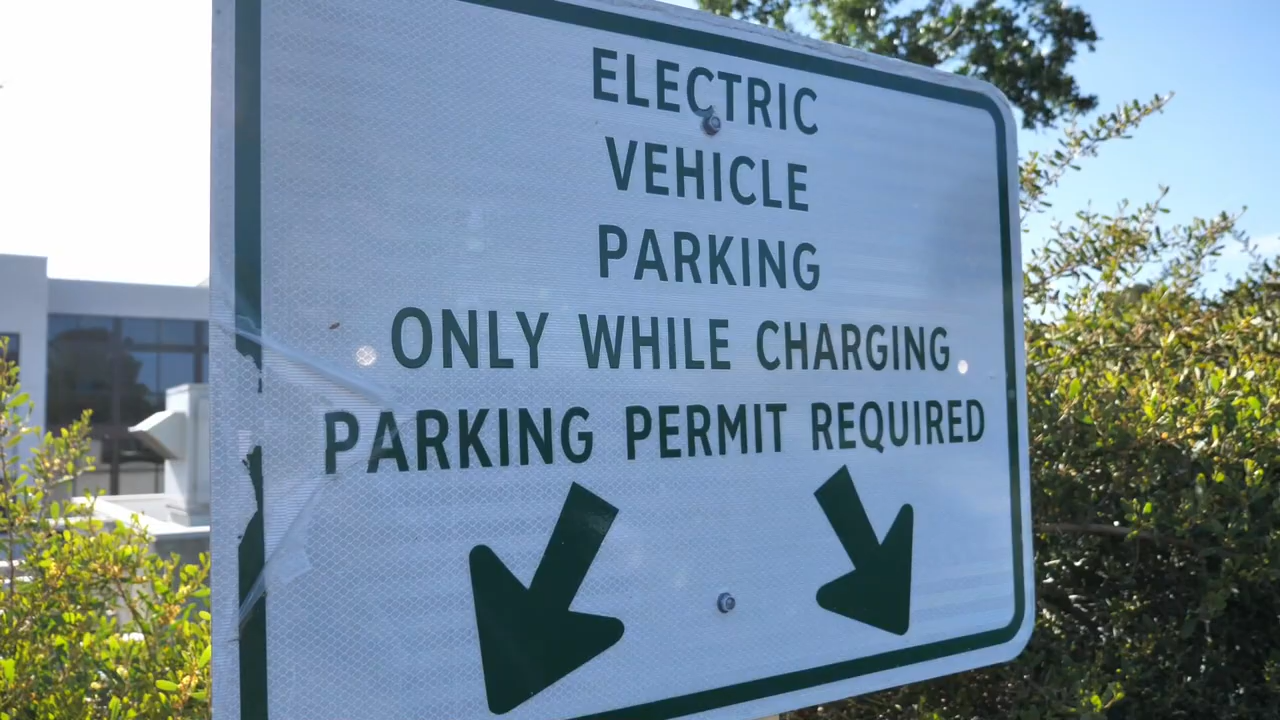 ELECTRIC
VEHICLE
PARKING
ONLY WHILE CHARGING
PARKING PERMIT REQUIRED